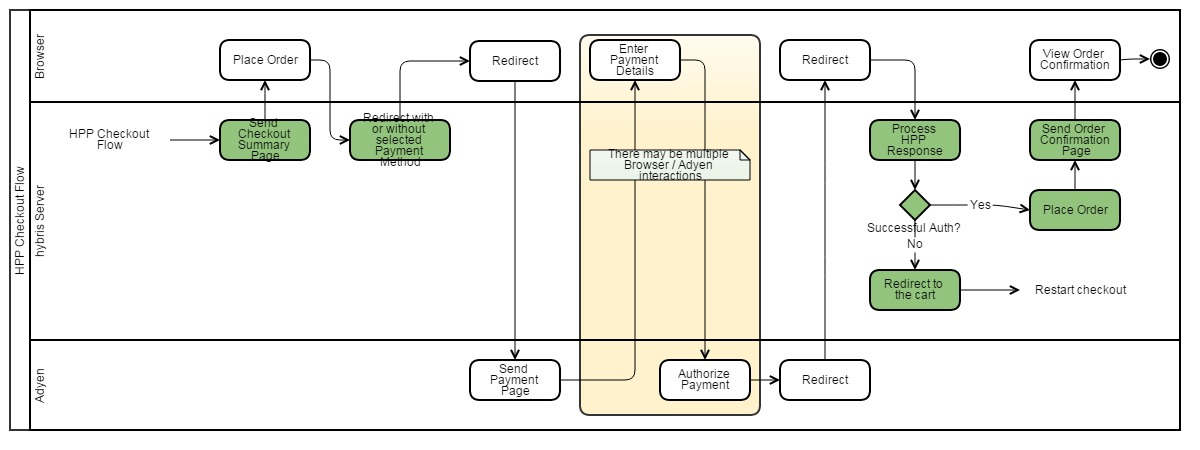 HPP Checkout Flow
Browser
Place Order
Redirect
Enter
Payment
Details
Redirect
View Order
Confirmation
hybris Server
HPP Checkout
Flow
Send
Checkout
Summary
Page
Redirect with
or without
selected
Payment
Method
There may be multiple
Browser / Adyen
interactions
Process
HPP
Response
Send Order
Confirmation
Page
Yes
Place Order
Successful Auth?
No
Redirect to
the cart
Restart checkout
Adyen
Send
Payment
Page
Authorize
Payment
Redirect